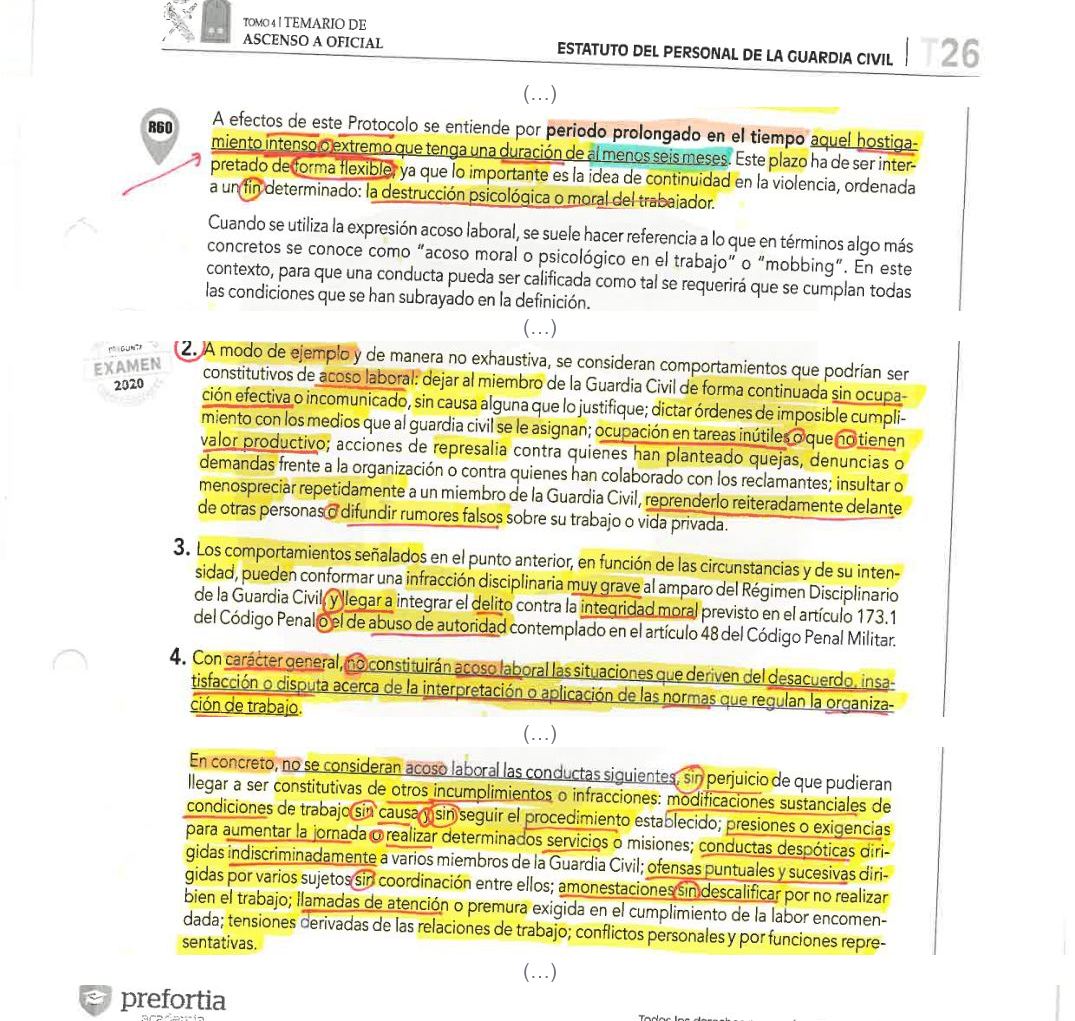 TOMO 4 | TEMARIO DE
ASCENSO A OFICIAL
ESTATUTO DEL PERSONAL DE LA GUARDIA CIVIL | T26
(...)
R60
A efectos de este Protocolo se entiende por periodo prolongado en el tiempo aquel hostiga-
miento intenso o extremo que tenga una duración de al menos seis meses. Este plazo ha de ser inter-
pretado de forma flexible, ya que lo importante es la idea de continuidad en la violencia, ordenada
a un fin determinado: la destrucción psicológica o moral del trabajador.
Cuando se utiliza la expresión acoso laboral, se suele hacer referencia a lo que en términos algo más
concretos se conoce como "acoso moral o psicológico en el trabajo" o "mobbing". En este
contexto, para que una conducta pueda ser calificada como tal se requerirá que se cumplan todas
las condiciones que se han subrayado en la definición.
(...)
EXAMEN
2020
2. A modo de ejemplo y de manera no exhaustiva, se consideran comportamientos que podrían ser
constitutivos de acoso laboral: dejar al miembro de la Guardia Civil de forma continuada sin ocupa-
ción efectiva o incomunicado, sin causa alguna que lo justifique; dictar órdenes de imposible cumpli-
miento con los medios que al guardia civil se le asignan; ocupación en tareas inútiles o que no tienen
valor productivo; acciones de represalia contra quienes han planteado quejas, denuncias o
demandas frente a la organización o contra quienes han colaborado con los reclamantes; insultar o
menospreciar repetidamente a un miembro de la Guardia Civil, reprenderlo reiteradamente delante
de otras personas o difundir rumores falsos sobre su trabajo o vida privada.
3. Los comportamientos señalados en el punto anterior, en función de las circunstancias y de su inten-
sidad, pueden conformar una infracción disciplinaria muy grave al amparo del Régimen Disciplinario
de la Guardia Civil y llegar a integrar el delito contra la integridad moral previsto en el artículo 173.1
del Código Penal o el de abuso de autoridad contemplado en el artículo 48 del Código Penal Militar.
4. Con carácter general, no constituirán acoso laboral las situaciones que deriven del desacuerdo, insa-
tisfacción o disputa acerca de la interpretación o aplicación de las normas que regulan la organiza-
ción de trabajo.
(...)
En concreto, no se consideran acoso laboral las conductas siguientes, sin perjuicio de que pudieran
llegar a ser constitutivas de otros incumplimientos o infracciones: modificaciones sustanciales de
condiciones de trabajo sin causa y sin seguir el procedimiento establecido; presiones o exigencias
para aumentar la jornada o realizar determinados servicios o misiones; conductas despóticas diri-
gidas indiscriminadamente a varios miembros de la Guardia Civil; ofensas puntuales y sucesivas diri-
gidas por varios sujetos sin coordinación entre ellos; amonestaciones sin descalificar por no realizar
bien el trabajo; llamadas de atención o premura exigida en el cumplimiento de la labor encomen-
dada; tensiones derivadas de las relaciones de trabajo; conflictos personales y por funciones repre-
sentativas.
(...)
prefortia
academia